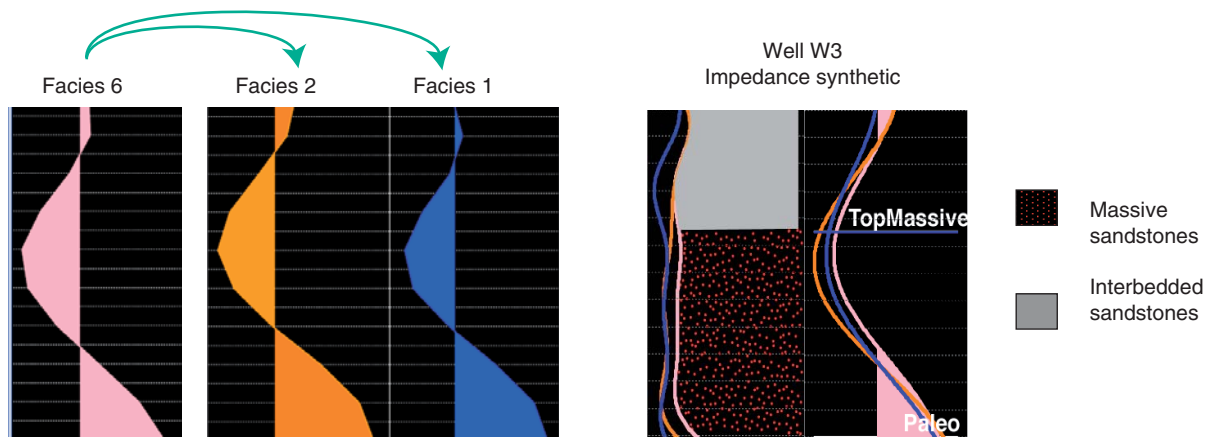 Facies 6
Facies 2
Facies 1
Well W3
Impedance synthetic
TopMassive
Paleo
Massive
sandstones
Interbedded
sandstones